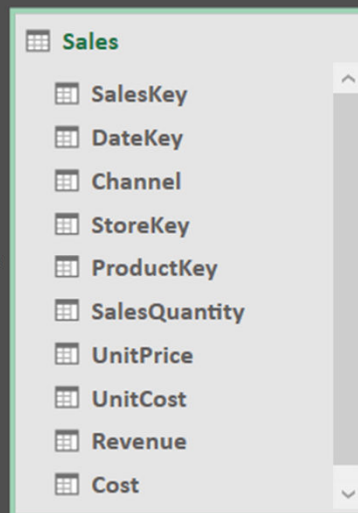 Sales
SalesKey
DateKey
Channel
StoreKey
ProductKey
SalesQuantity
UnitPrice
UnitCost
Revenue
Cost